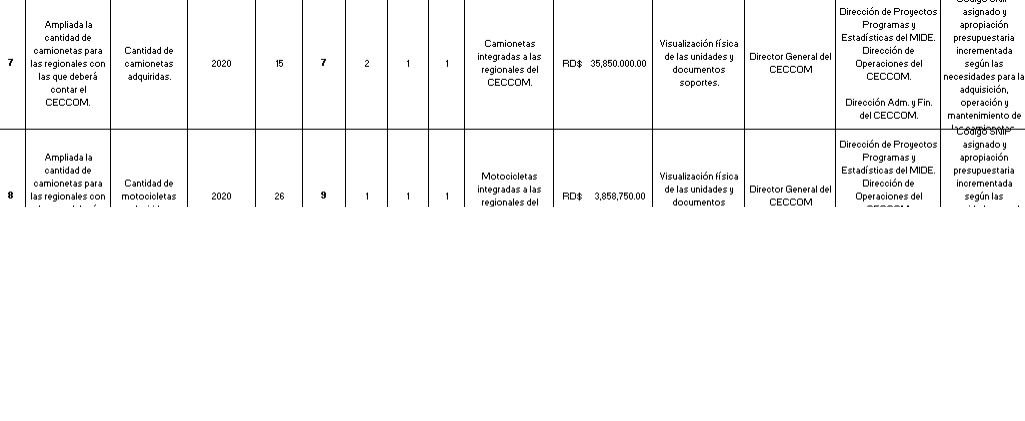 7
Ampliada la
cantidad de
camionetas para
las regionales con
las que deberá
contar el
CECCOM.
Cantidad de
camionetas
adquiridas.
2020
15
7
2
1
1
Camionetas
integradas a las
regionales del
CECCOM.
RD$ 35,850,000.00
Visualización física
de las unidades y
documentos
soportes.
Director General del
CECCOM
Dirección de Proyectos
Programas y
Estadísticas del MIDE.
Dirección de
Operaciones del
CECCOM.
Dirección Adm. y Fin.
del CECCOM.
asignado y
apropiación
presupuestaria
incrementada
según las
necesidades para la
adquisición,
operación y
mantenimiento de
8
Ampliada la
cantidad de
camionetas para
las regionales con
Cantidad de
motocicletas
2020
26
9
1
1
1
Motocicletas
integradas a las
regionales del
RD$ 3,858,750.00
Visualización física
de las unidades y
documentos
Director General del
CECCOM
Dirección de Proyectos
Programas y
Estadísticas del MIDE.
Dirección de
Operaciones del
Código SNIP
asignado y
apropiación
presupuestaria
incrementada
según las